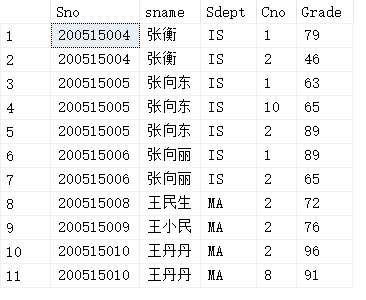 Sno sname Sdept Cno Grade
1 200515004 张衡 IS 1 79
2 200515004 张衡 IS 2 46
3 200515005 张向东 IS 1 63
4 200515005 张向东 IS 10 65
5 200515005 张向东 IS 2 89
6 200515006 张向丽 IS 1 89
7 200515006 张向丽 IS 2 65
8 200515008 王民生 MA 2 72
9 200515009 王小民 MA 2 76
10 200515010 王丹丹 MA 2 96
11 200515010 王丹丹 MA 8 91